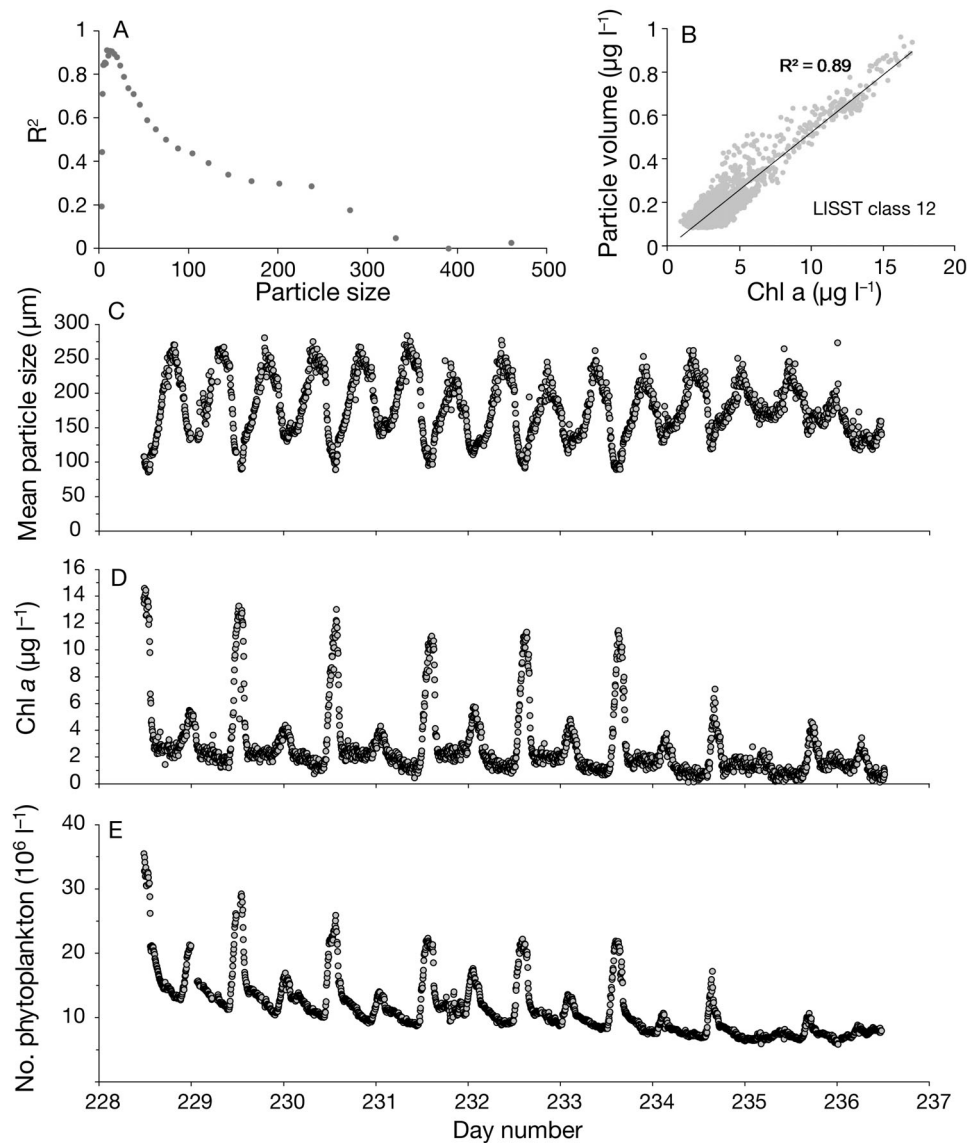 A
1
0.8
0.6
0.4
0.2
0
R²
0 100 200 300 400 500
Particle size
B
1
0.8
0.6
0.4
0.2
0
Particle volume (µg l⁻¹)
R² = 0.89
LISST class 12
0 5 10 15 20
Chl a (µg l⁻¹)
C
300
250
200
150
100
50
0
Mean particle size (µm)
D
16
14
12
10
8
6
4
2
0
Chl a (µg l⁻¹)
E
40
30
20
10
No. phytoplankton (10⁶ l⁻¹)
228 229 230 231 232 233 234 235 236 237
Day number